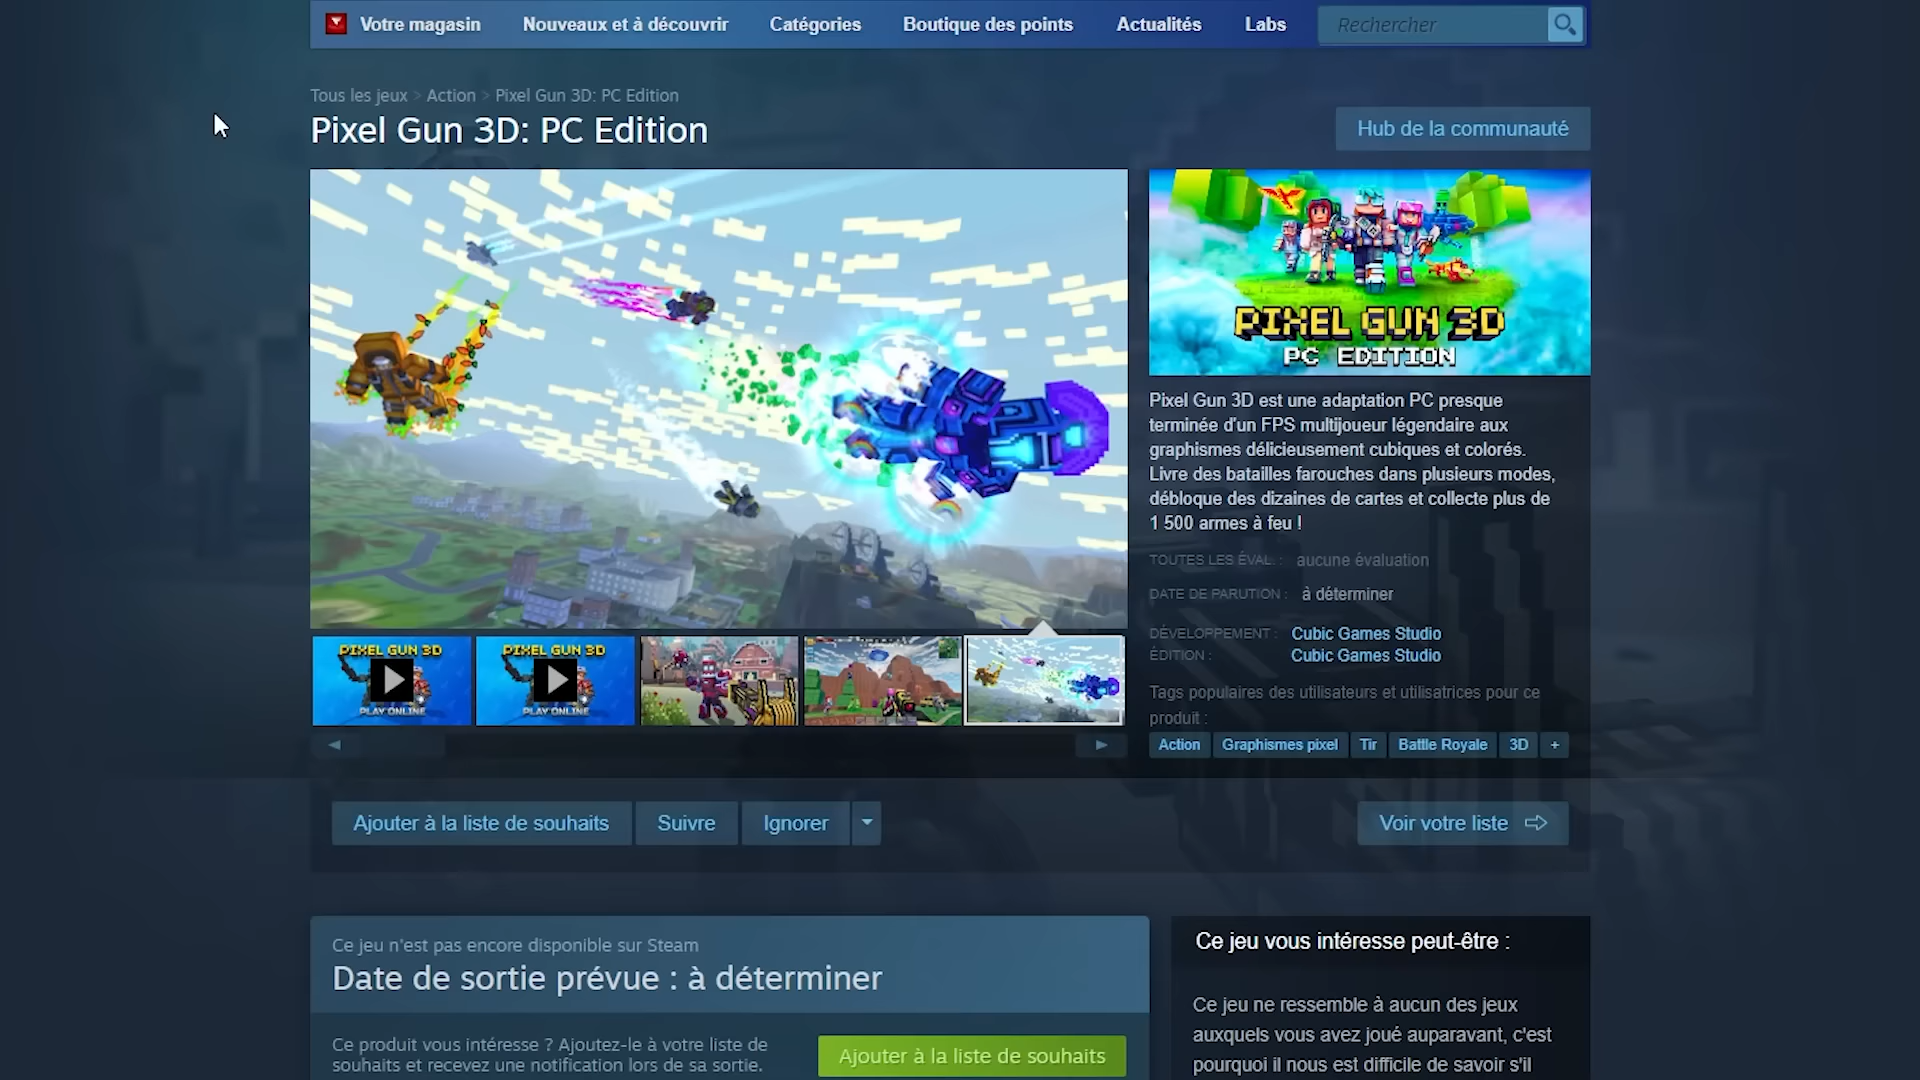 Votre magasin
Nouveaux et à découvrir
Catégories
Boutique des points
Actualités
Labs
Rechercher
Tous les jeux > Action > Pixel Gun 3D: PC Edition
Pixel Gun 3D: PC Edition
Hub de la communauté
PIXEL GUN 3D
PC EDITION
Pixel Gun 3D est une adaptation PC presque
terminée d'un FPS multijoueur légendaire aux
graphismes délicieusement cubiques et colorés.
Livre des batailles farouches dans plusieurs modes,
débloque des dizaines de cartes et collecte plus de
1 500 armes à feu !
TOUTES LES ÉVAL. : aucune évaluation
DATE DE PARUTION : à déterminer
DÉVELOPPEMENT : Cubic Games Studio
ÉDITION : Cubic Games Studio
Tags populaires des utilisateurs et utilisatrices pour ce
produit :
Action
Graphismes pixel
Tir
Battle Royale
3D
+
PIXEL GUN 3D
PLAY ONLINE
PIXEL GUN 3D
PLAY ONLINE
Ajouter à la liste de souhaits
Suivre
Ignorer
Voir votre liste
Ce jeu n'est pas encore disponible sur Steam
Date de sortie prévue : à déterminer
Ce produit vous intéresse ? Ajoutez-le à votre liste de
souhaits et recevez une notification lors de sa sortie.
Ajouter à la liste de souhaits
Ce jeu vous intéresse peut-être :
Ce jeu ne ressemble à aucun des jeux
auxquels vous avez joué auparavant, c'est
pourquoi il nous est difficile de savoir s'il